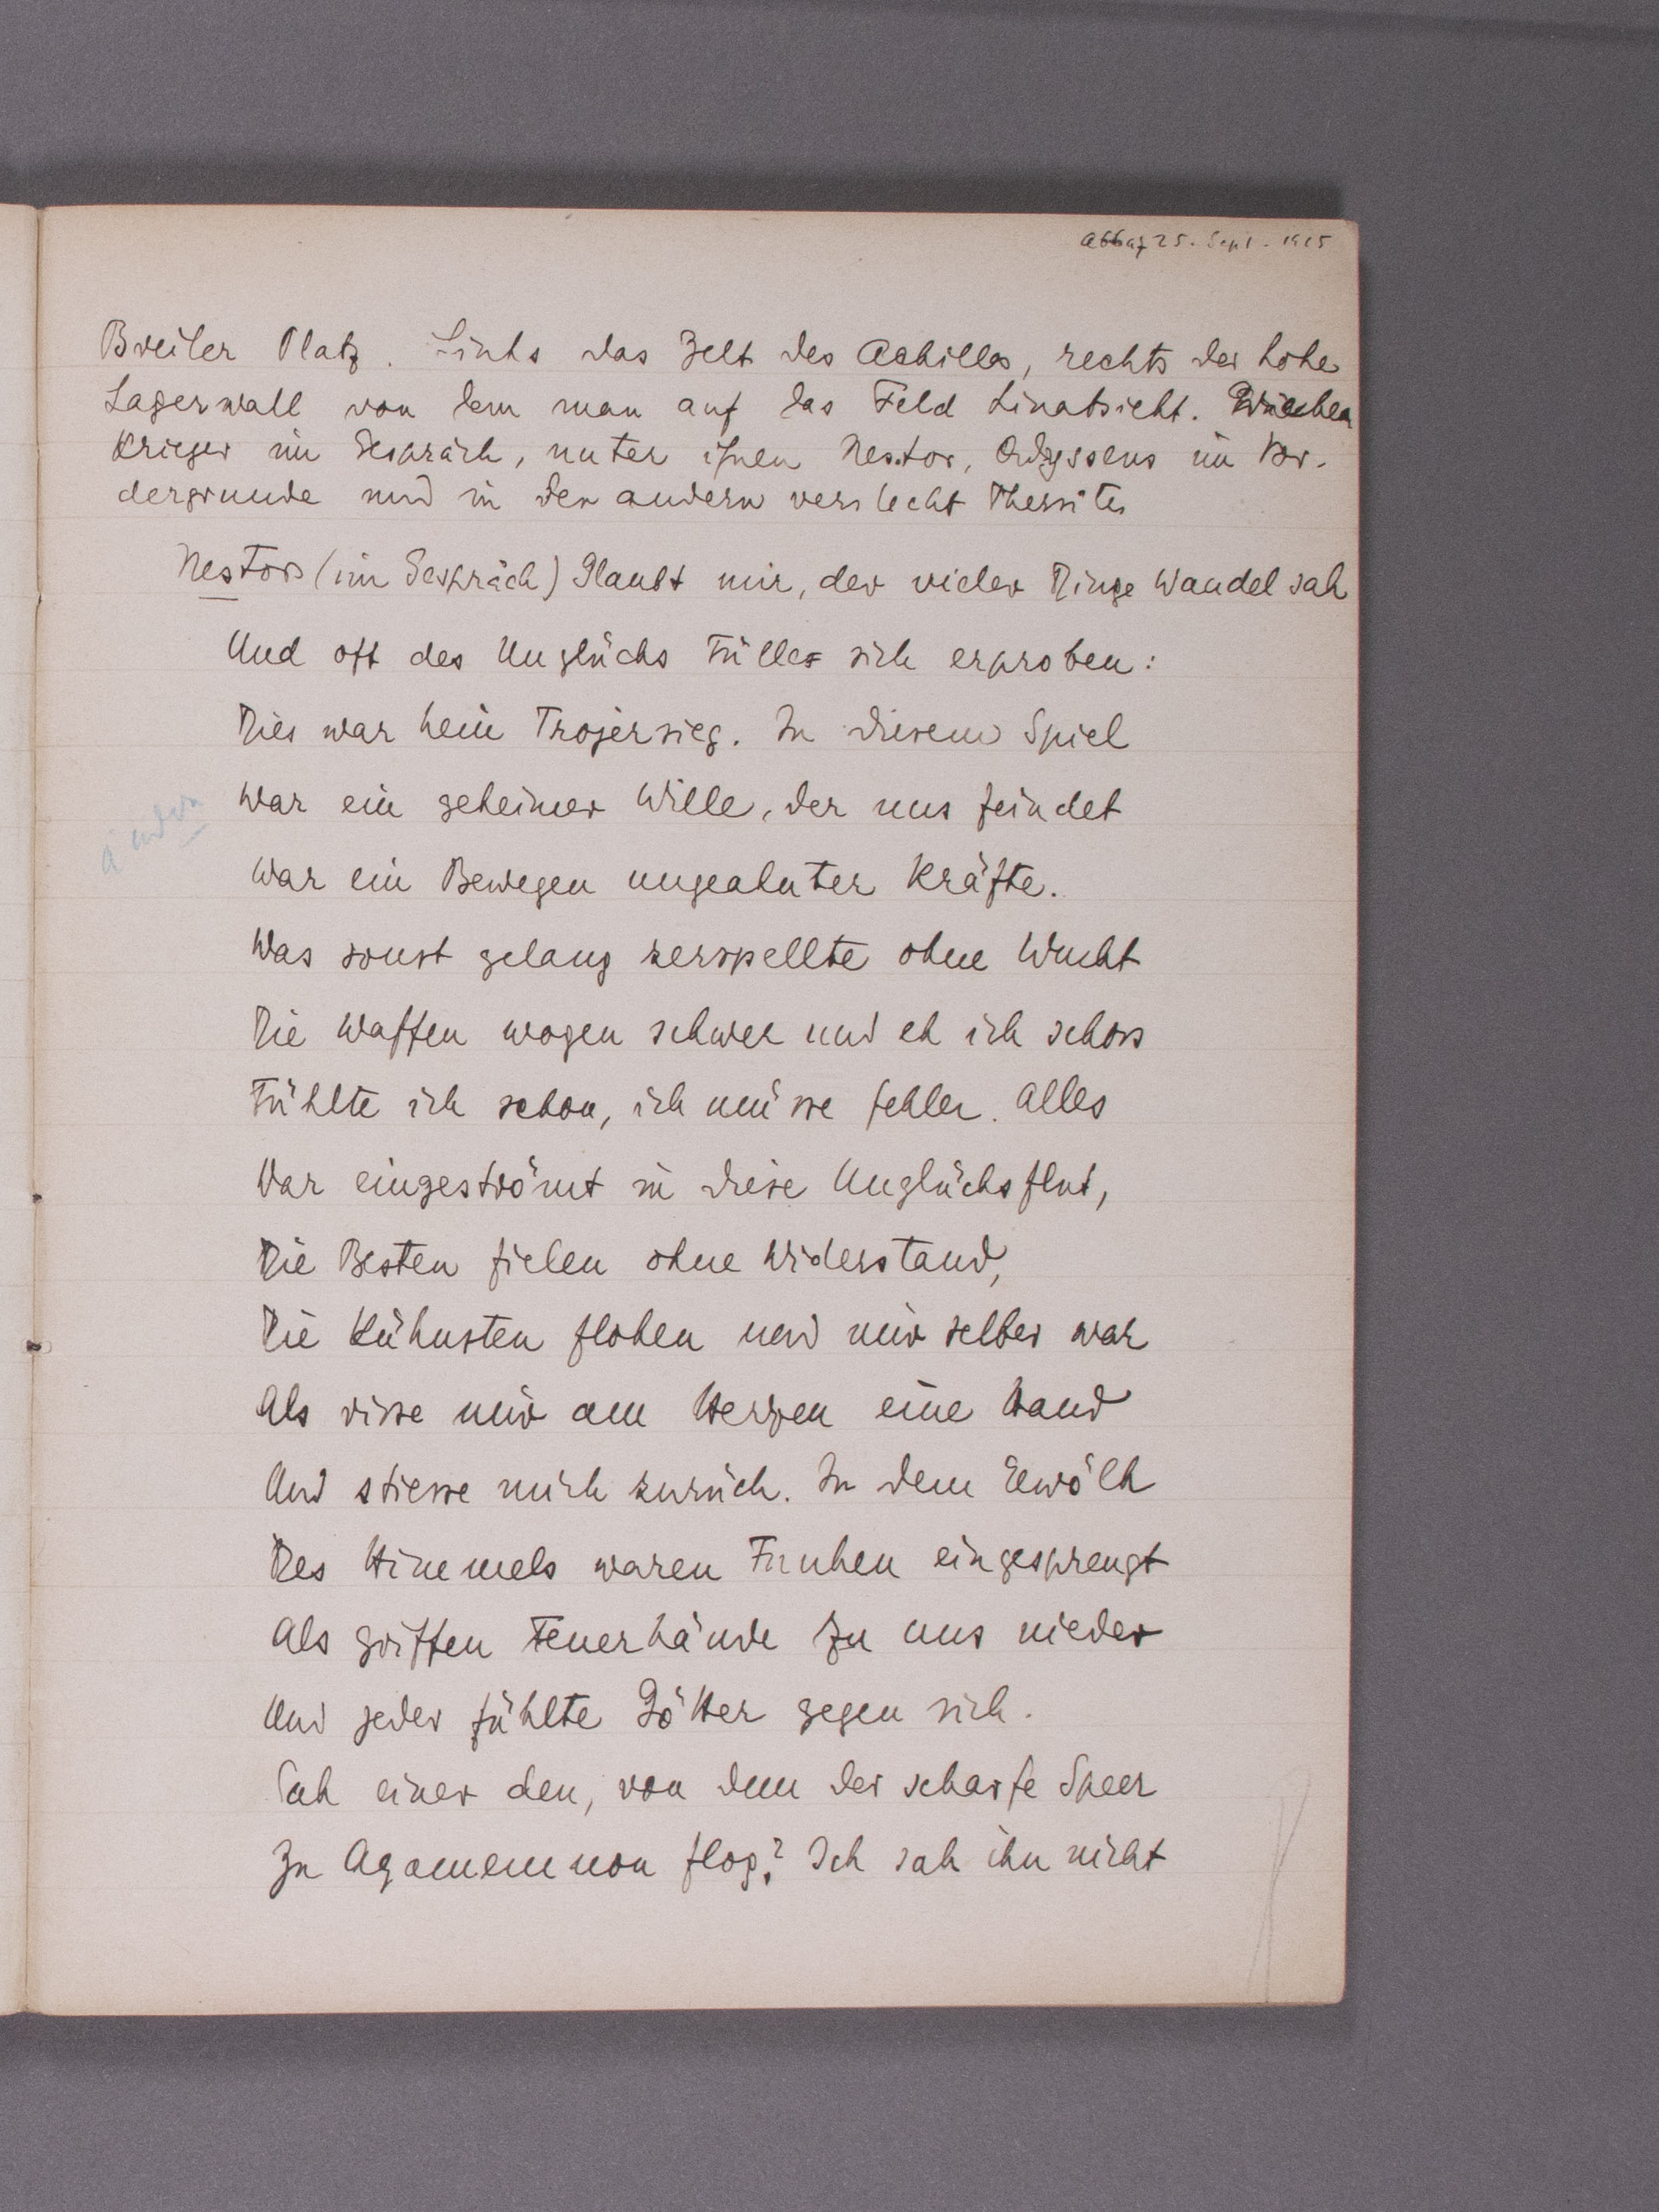 25. Sept. 1905
Breiter Platz. Links das Zelt des Achilles, rechts der hohe
Lagerwall von dem man auf das Feld hinabsieht.
Krieger im Gespräch, unter ihnen Nestor, Odysseus im Vor-
dergrunde und in den andern versteckt Thersites
Nestor (im Gespräch) Glaubt mir, der vieler Dinge Wandel sah
Und oft des Unglücks Fülle sich erproben:
Dies war kein Trojersieg. In diesem Spiel
War ein geheimer Wille, der uns feindet
ändern
War ein Bewegen ungeahnter Kräfte.
Was sonst gelang zerspellte ohne Wucht
Die Waffen wogen schwer und eh ich schoss
Fühlte ich schon, ich müsse fehlen. Alles
War eingeströmt in diese Unglücksflut,
Die Besten fielen ohne Widerstand,
Die Kühnsten flohen und mir selber war
Als risse mir am Herzen eine Hand
Und stiesse mich zurück. In dem Gewölk
Des Himmels waren Funken eingesprengt
Als griffen Feuerhände zu uns nieder
Und jeder fühlte Götter gegen sich.
Sah einer den, von dem der scharfe Speer
Zu Agamemnon flog? Ich sah ihn nicht